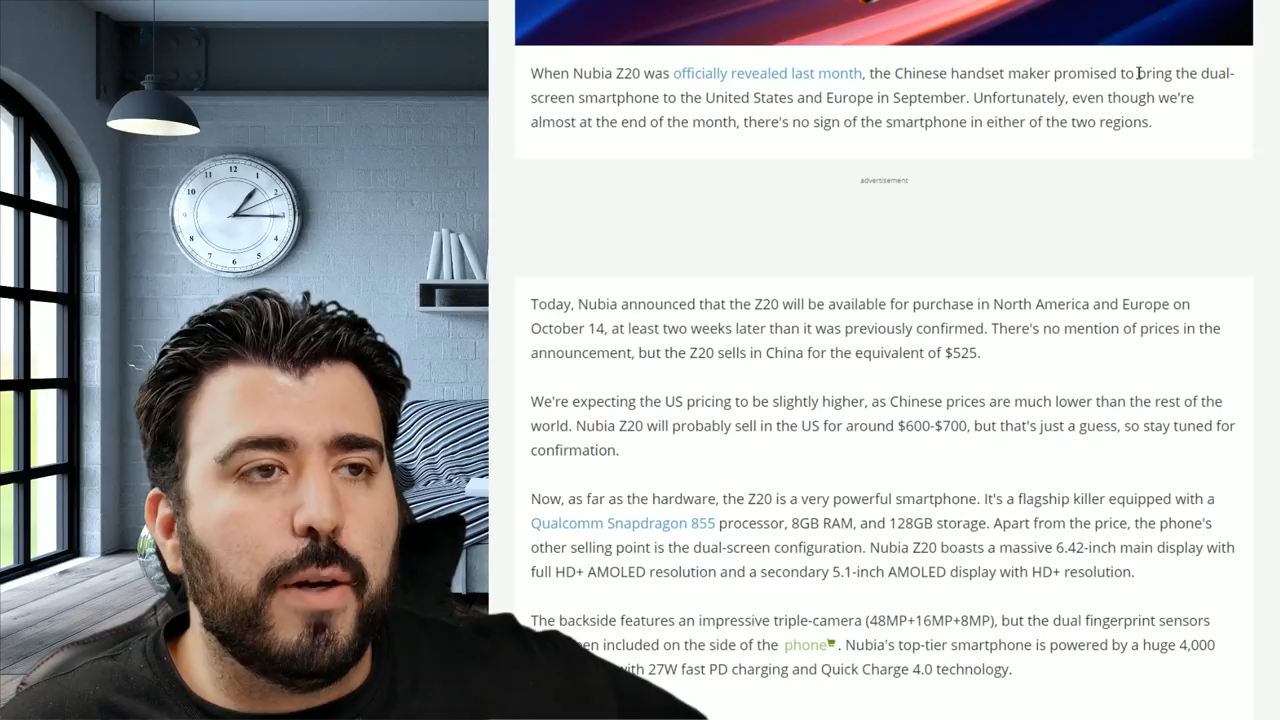 When Nubia Z20 was officially revealed last month, the Chinese handset maker promised to bring the dual-
screen smartphone to the United States and Europe in September. Unfortunately, even though we're
almost at the end of the month, there's no sign of the smartphone in either of the two regions.
advertisement
12
11
1
10
2
9
3
8
4
7
5
6
Today, Nubia announced that the Z20 will be available for purchase in North America and Europe on
October 14, at least two weeks later than it was previously confirmed. There's no mention of prices in the
announcement, but the Z20 sells in China for the equivalent of $525.
We're expecting the US pricing to be slightly higher, as Chinese prices are much lower than the rest of the
world. Nubia Z20 will probably sell in the US for around $600-$700, but that's just a guess, so stay tuned for
confirmation.
Now, as far as the hardware, the Z20 is a very powerful smartphone. It's a flagship killer equipped with a
Qualcomm Snapdragon 855 processor, 8GB RAM, and 128GB storage. Apart from the price, the phone's
other selling point is the dual-screen configuration. Nubia Z20 boasts a massive 6.42-inch main display with
full HD+ AMOLED resolution and a secondary 5.1-inch AMOLED display with HD+ resolution.
The backside features an impressive triple-camera (48MP+16MP+8MP), but the dual fingerprint sensors
included on the side of the phone. Nubia's top-tier smartphone is powered by a huge 4,000
with 27W fast PD charging and Quick Charge 4.0 technology.